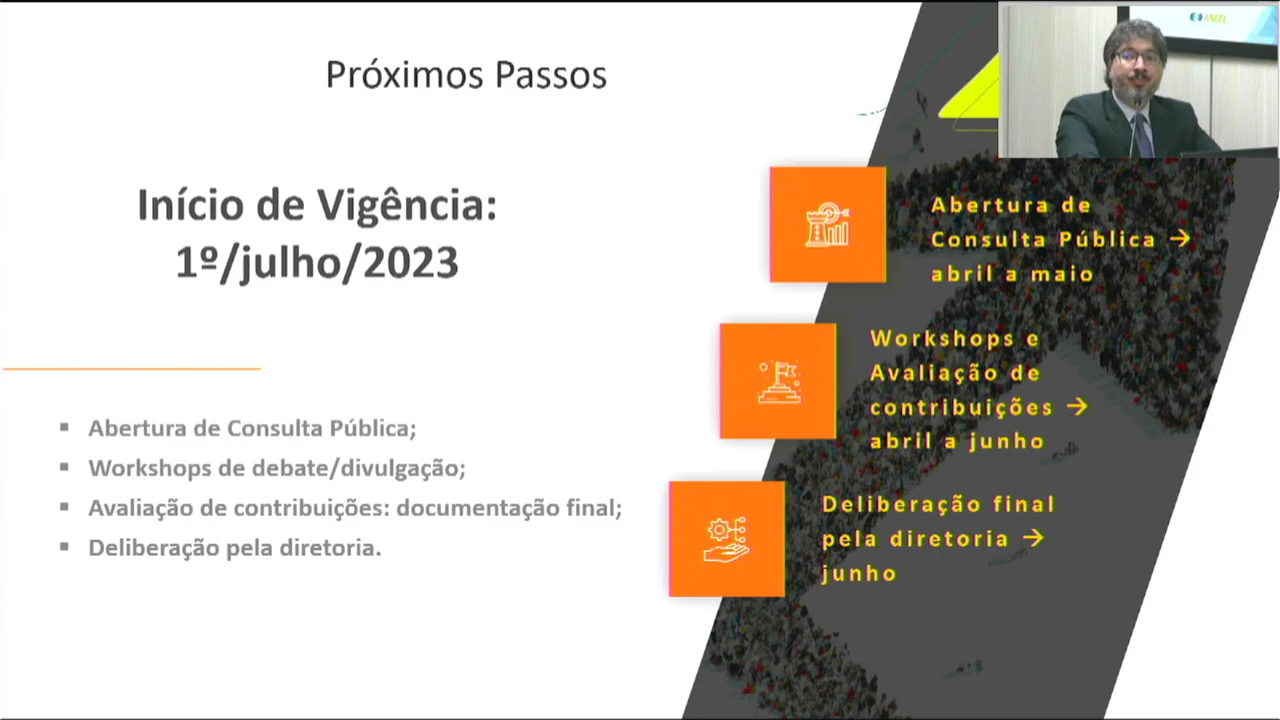 Próximos Passos
ANEEL
Início de Vigência:
1º/julho/2023
▪ Abertura de Consulta Pública;
▪ Workshops de debate/divulgação;
▪ Avaliação de contribuições: documentação final;
▪ Deliberação pela diretoria.
Abertura de
Consulta Pública →
abril a maio
Workshops e
Avaliação de
contribuições →
abril a junho
Deliberação final
pela diretoria →
junho